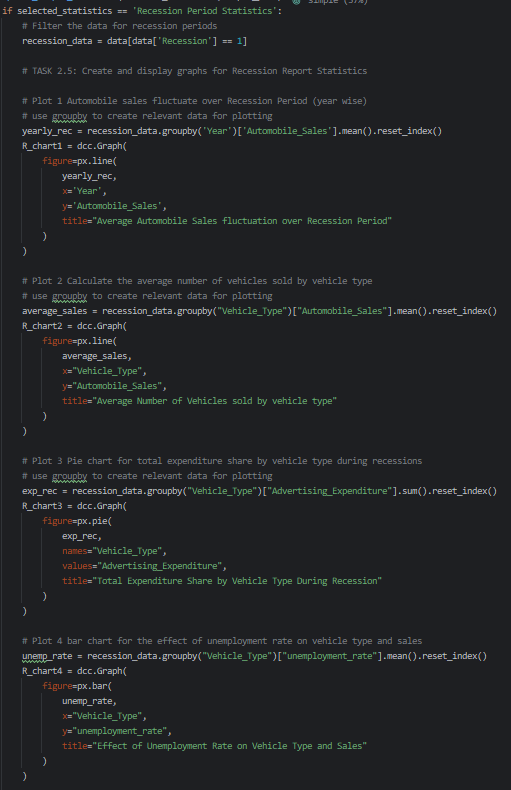 simple (37%)
if selected_statistics == 'Recession Period Statistics':
# Filter the data for recession periods
recession_data = data[data['Recession'] == 1]
# TASK 2.5: Create and display graphs for Recession Report Statistics
# Plot 1 Automobile sales fluctuate over Recession Period (year wise)
# use groupby to create relevant data for plotting
yearly_rec = recession_data.groupby('Year')['Automobile_Sales'].mean().reset_index()
R_chart1 = dcc.Graph(
figure=px.line(
yearly_rec,
x='Year',
y='Automobile_Sales',
title="Average Automobile Sales fluctuation over Recession Period"
)
)
# Plot 2 Calculate the average number of vehicles sold by vehicle type
# use groupby to create relevant data for plotting
average_sales = recession_data.groupby("Vehicle_Type")["Automobile_Sales"].mean().reset_index()
R_chart2 = dcc.Graph(
figure=px.line(
average_sales,
x="Vehicle_Type",
y="Automobile_Sales",
title="Average Number of Vehicles sold by vehicle type"
)
)
# Plot 3 Pie chart for total expenditure share by vehicle type during recessions
# use groupby to create relevant data for plotting
exp_rec = recession_data.groupby("Vehicle_Type")["Advertising_Expenditure"].sum().reset_index()
R_chart3 = dcc.Graph(
figure=px.pie(
exp_rec,
names="Vehicle_Type",
values="Advertising_Expenditure",
title="Total Expenditure Share by Vehicle Type During Recession"
)
)
# Plot 4 bar chart for the effect of unemployment rate on vehicle type and sales
unemp_rate = recession_data.groupby("Vehicle_Type")["unemployment_rate"].mean().reset_index()
R_chart4 = dcc.Graph(
figure=px.bar(
unemp_rate,
x="Vehicle_Type",
y="unemployment_rate",
title="Effect of Unemployment Rate on Vehicle Type and Sales"
)
)